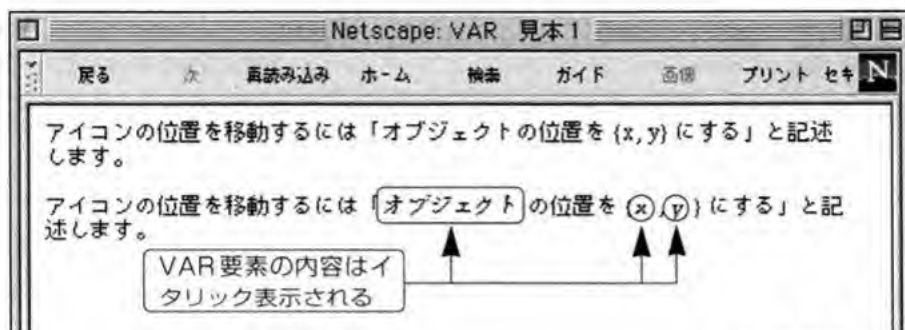 Netscape: VAR 見本1
戻る 次 再読み込み ホーム 検索 ガイド 画像 プリント セキ N
アイコンの位置を移動するには「オブジェクトの位置を {x,y} にする」と記述
します。
アイコンの位置を移動するには「オブジェクトの位置を {x,y} にする」と記
述します。
VAR要素の内容はイ
タリック表示される